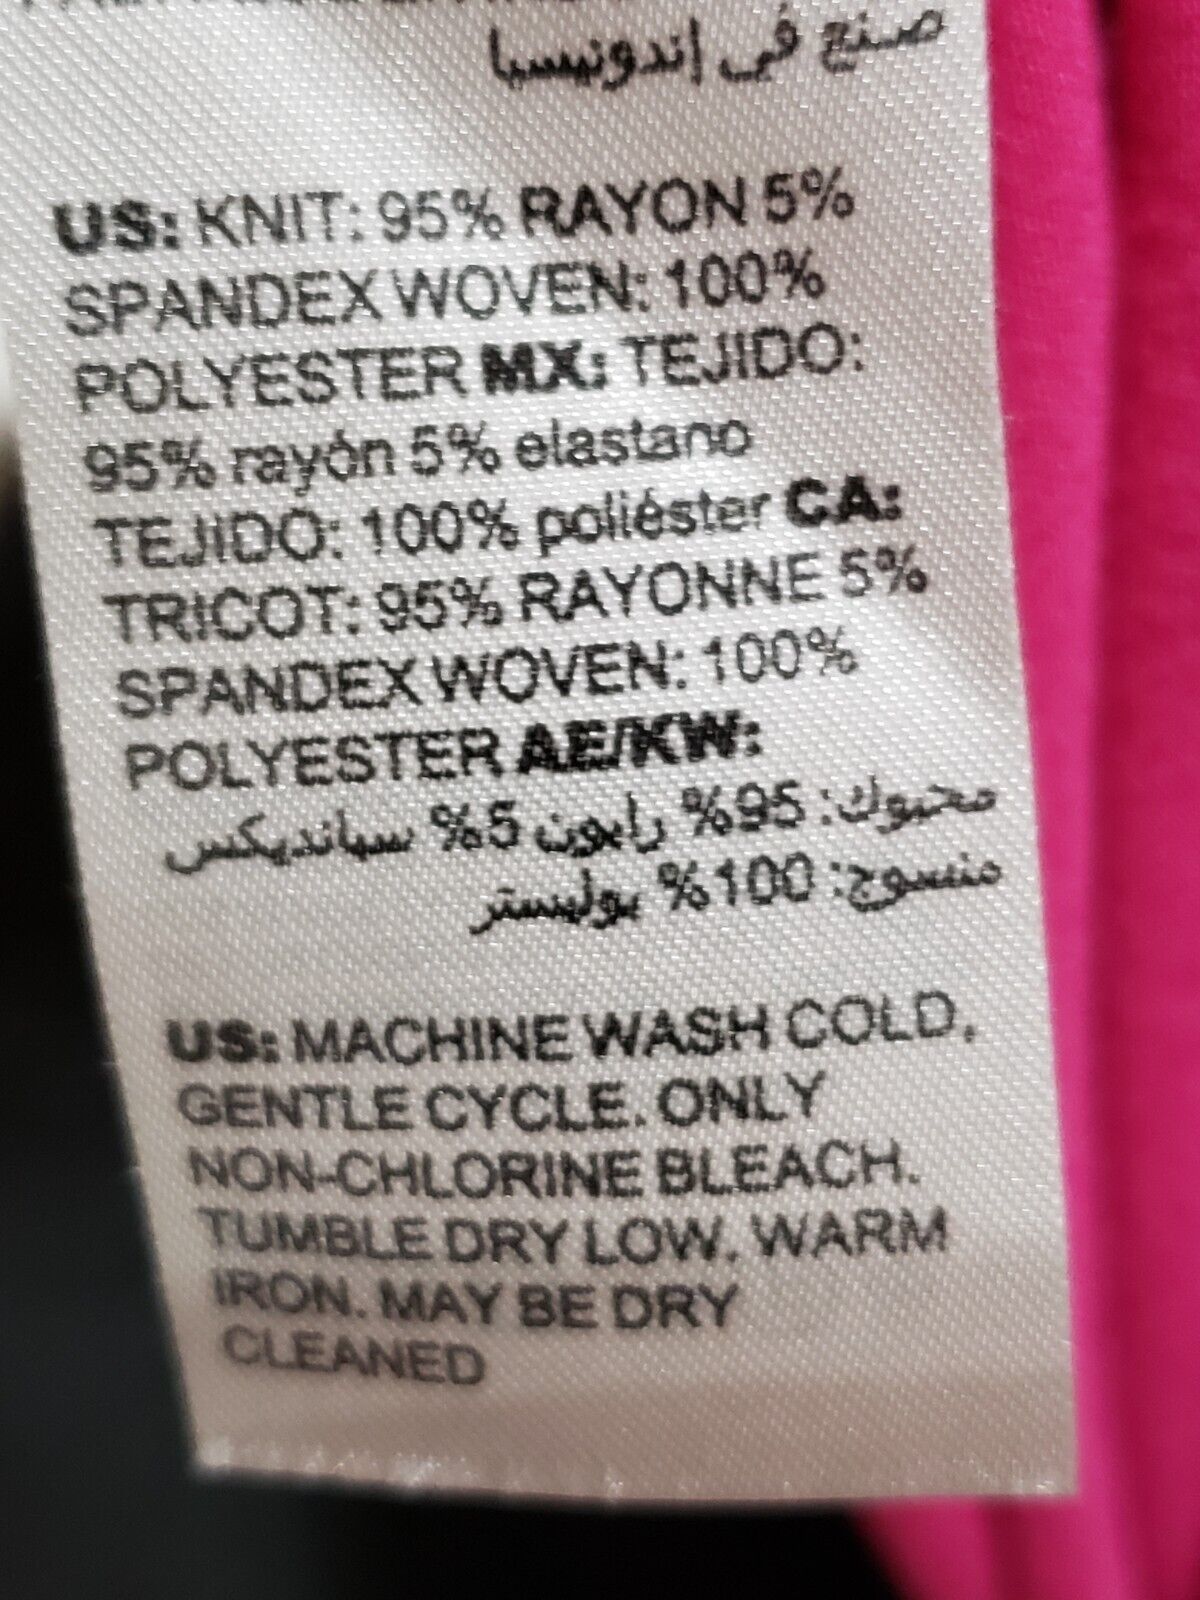 صنع في إندونيسيا
US: KNIT: 95% RAYON 5%
SPANDEX WOVEN: 100%
POLYESTER MX: TEJIDO:
95% rayón 5% elastano
TEJIDO: 100% poliéster CA:
TRICOT: 95% RAYONNE 5%
SPANDEX WOVEN: 100%
POLYESTER AE/KW:
محبوك: 95% رايون 5% سباندیکس
منسوج: 100% بوليستر
US: MACHINE WASH COLD,
GENTLE CYCLE. ONLY
NON-CHLORINE BLEACH.
TUMBLE DRY LOW. WARM
IRON. MAY BE DRY
CLEANED